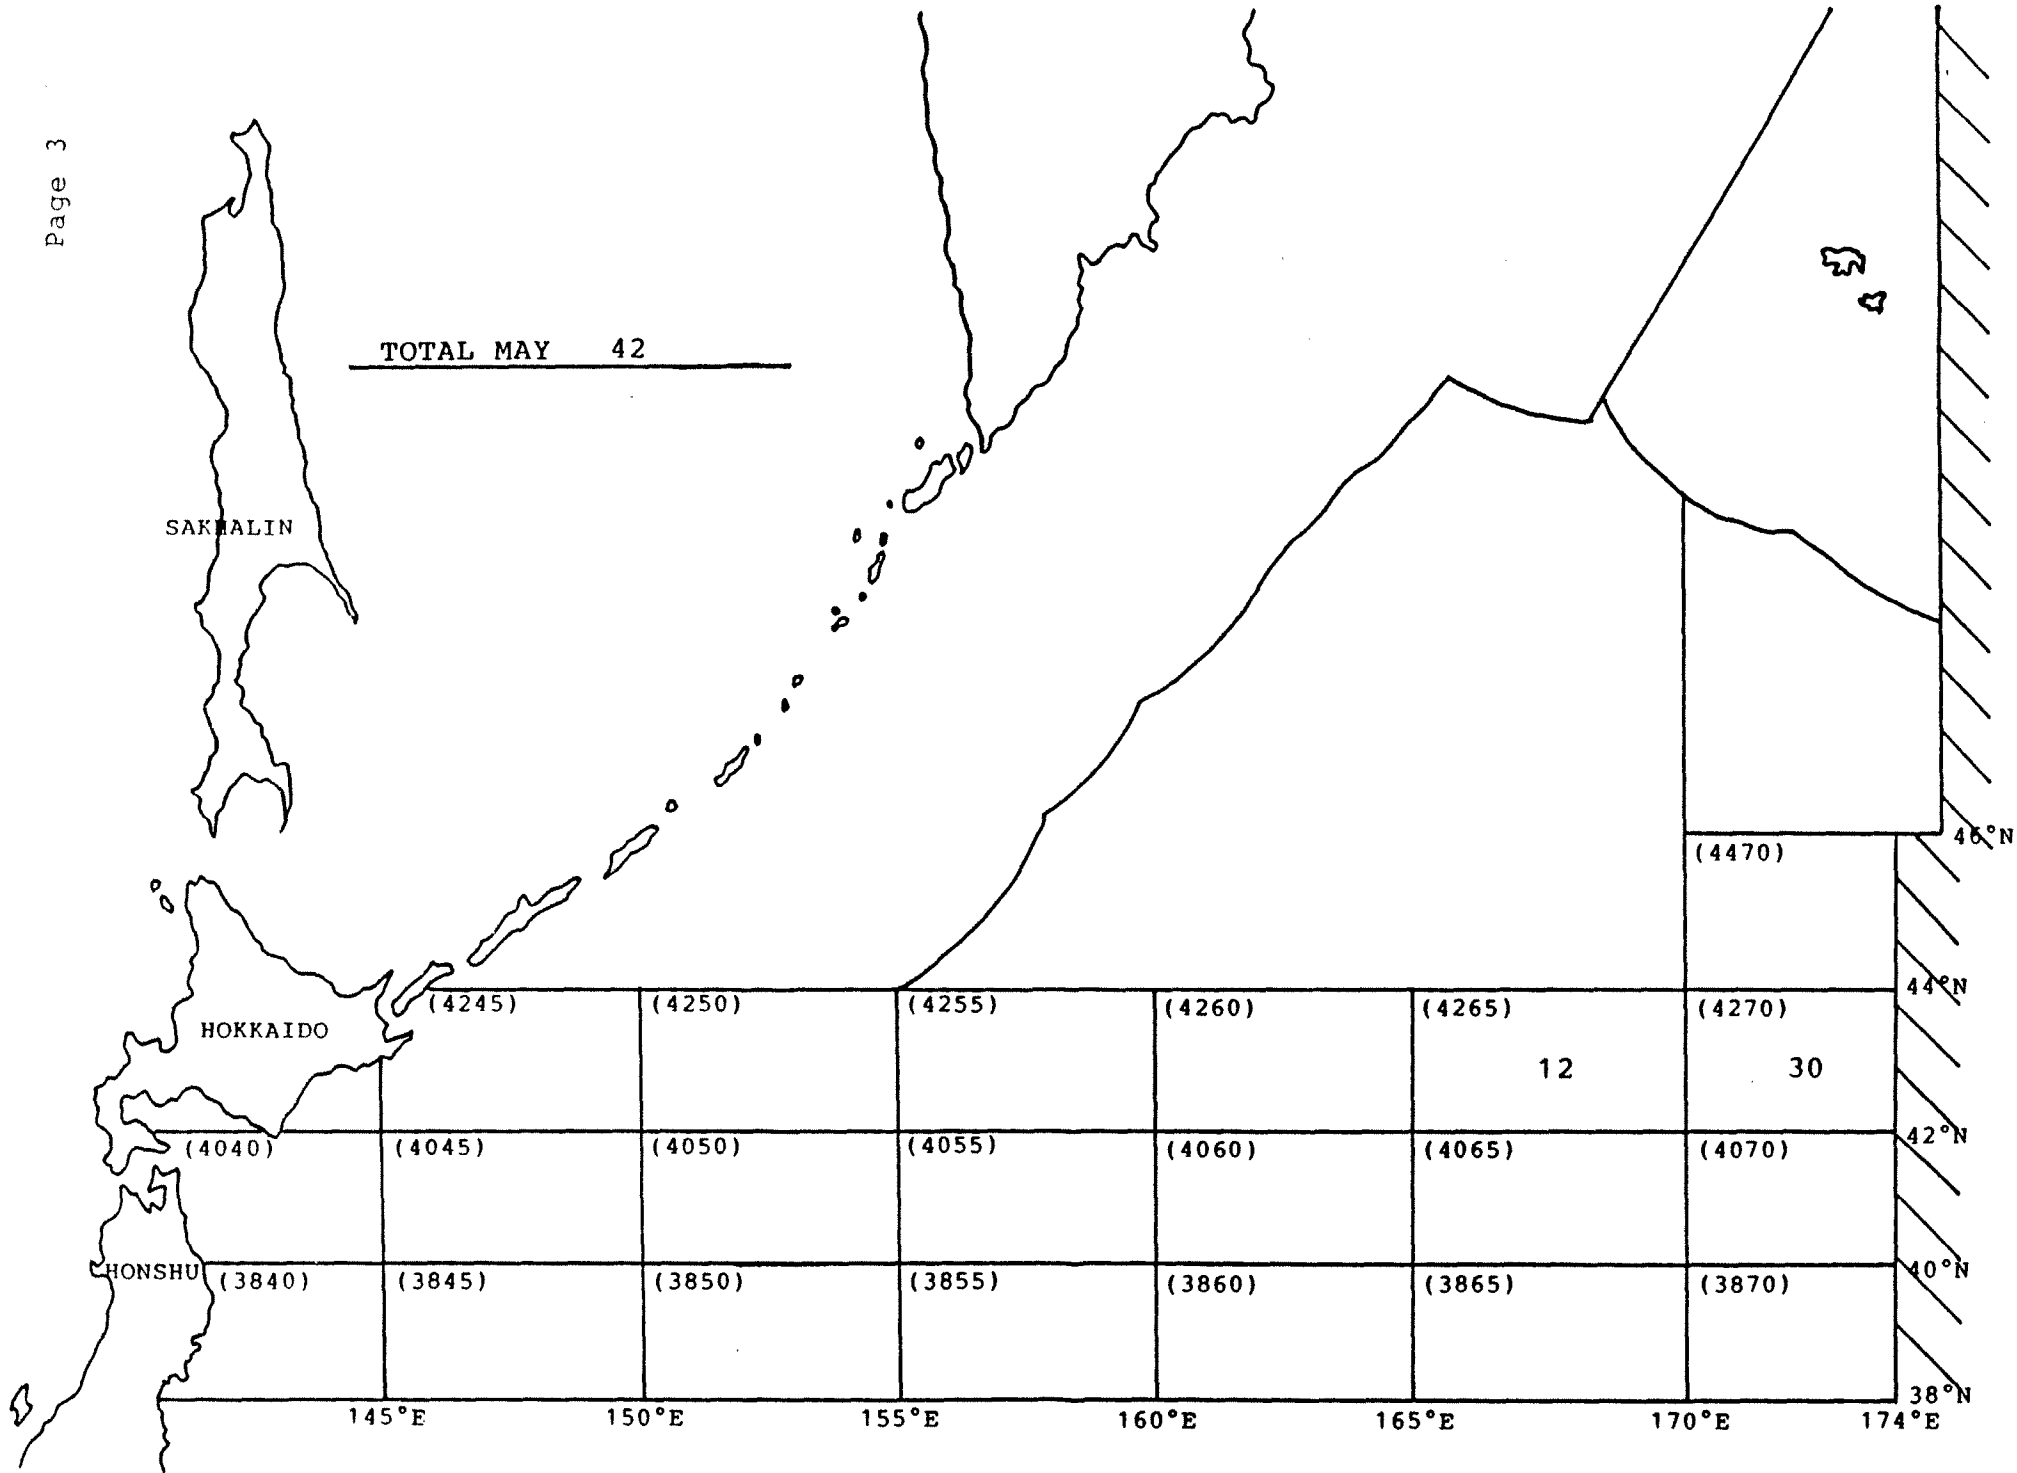 Page 3
TOTAL MAY 42
SAKHALIN
46°N
(4470)
44°N
(4245) (4250) (4255) (4260) (4265) (4270)
HOKKAIDO
12 30
42°N
(4040) (4045) (4050) (4055) (4060) (4065) (4070)
40°N
HONSHU (3840) (3845) (3850) (3855) (3860) (3865) (3870)
38°N
145°E 150°E 155°E 160°E 165°E 170°E 174°E